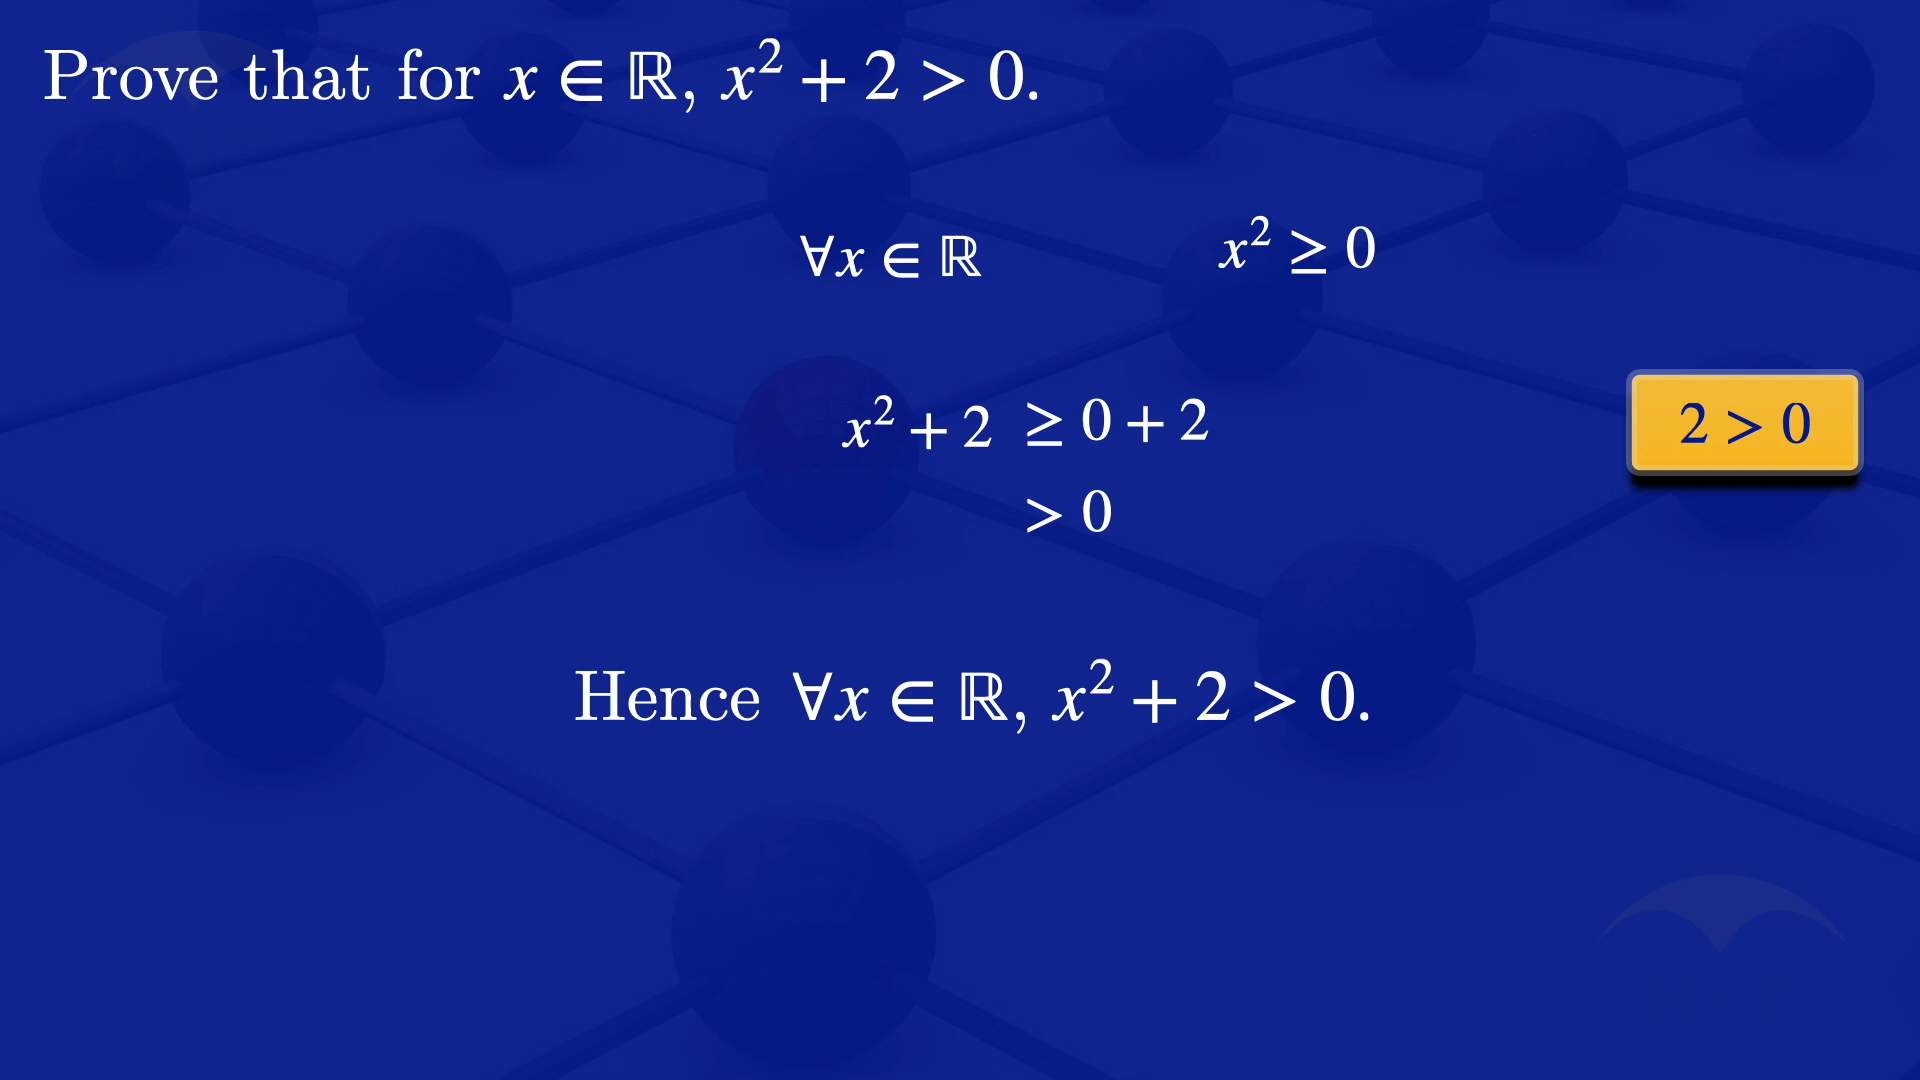 Prove that for x ∈ ℝ, x² + 2 > 0.
∀x ∈ ℝ x² ≥ 0
x² + 2 ≥ 0 + 2
2 > 0
> 0
Hence ∀x ∈ ℝ, x² + 2 > 0.